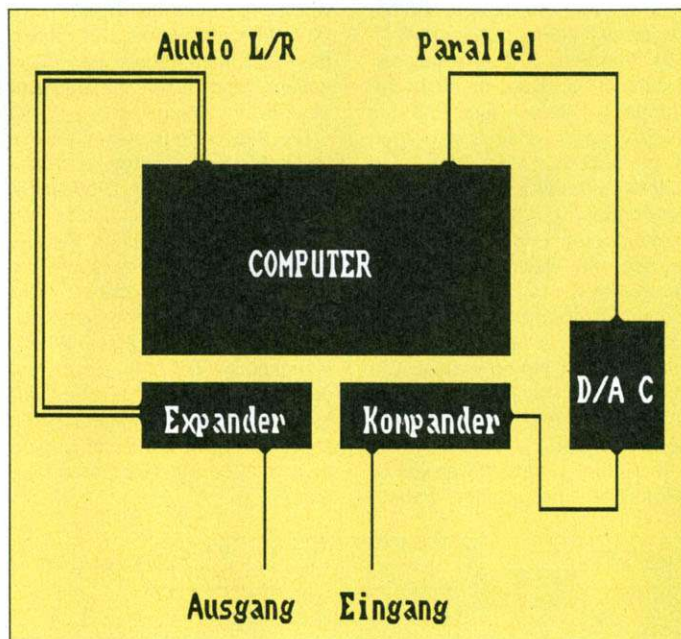 Audio L/R
Parallel
COMPUTER
D/A C
Expander
Kompander
Ausgang
Eingang